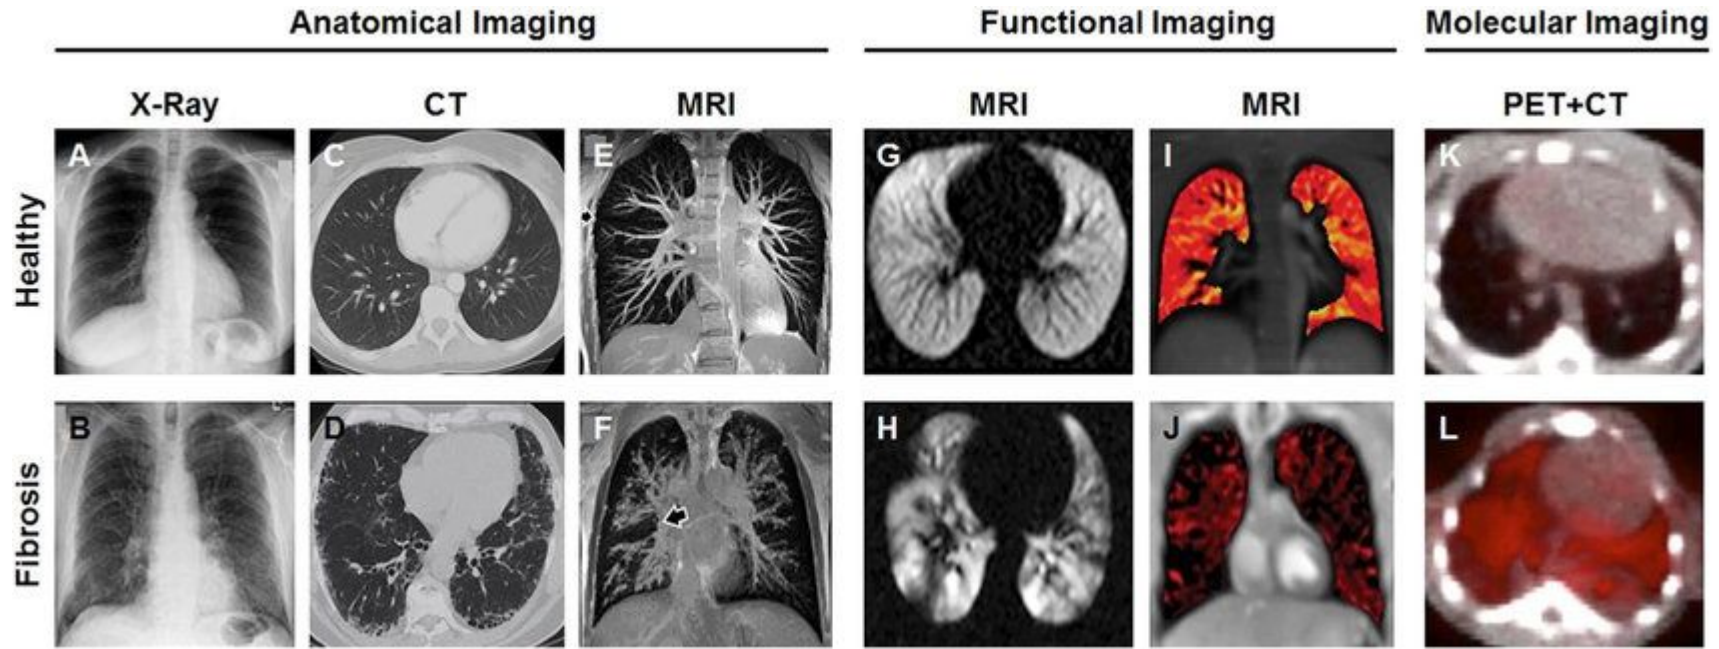 Anatomical Imaging Functional Imaging Molecular Imaging
X-Ray CT MRI MRI MRI PET+CT
Healthy
A C E G I K
Fibrosis
B D F H J L